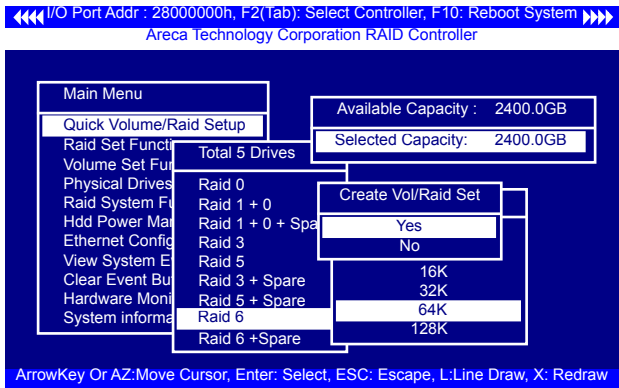 I/O Port Addr : 28000000h, F2(Tab): Select Controller, F10: Reboot System
Areca Technology Corporation RAID Controller
Main Menu
Quick Volume/Raid Setup
Raid Set Functi
Volume Set Fun
Physical Drives
Raid System Fu
Hdd Power Man
Ethernet Config
View System E
Clear Event Bu
Hardware Moni
System informa
Total 5 Drives
Raid 0
Raid 1 + 0
Raid 1 + 0 + Spa
Raid 3
Raid 5
Raid 3 + Spare
Raid 5 + Spare
Raid 6
Raid 6 +Spare
Available Capacity : 2400.0GB
Selected Capacity: 2400.0GB
Create Vol/Raid Set
Yes
No
16K
32K
64K
128K
ArrowKey Or AZ:Move Cursor, Enter: Select, ESC: Escape, L:Line Draw, X: Redraw